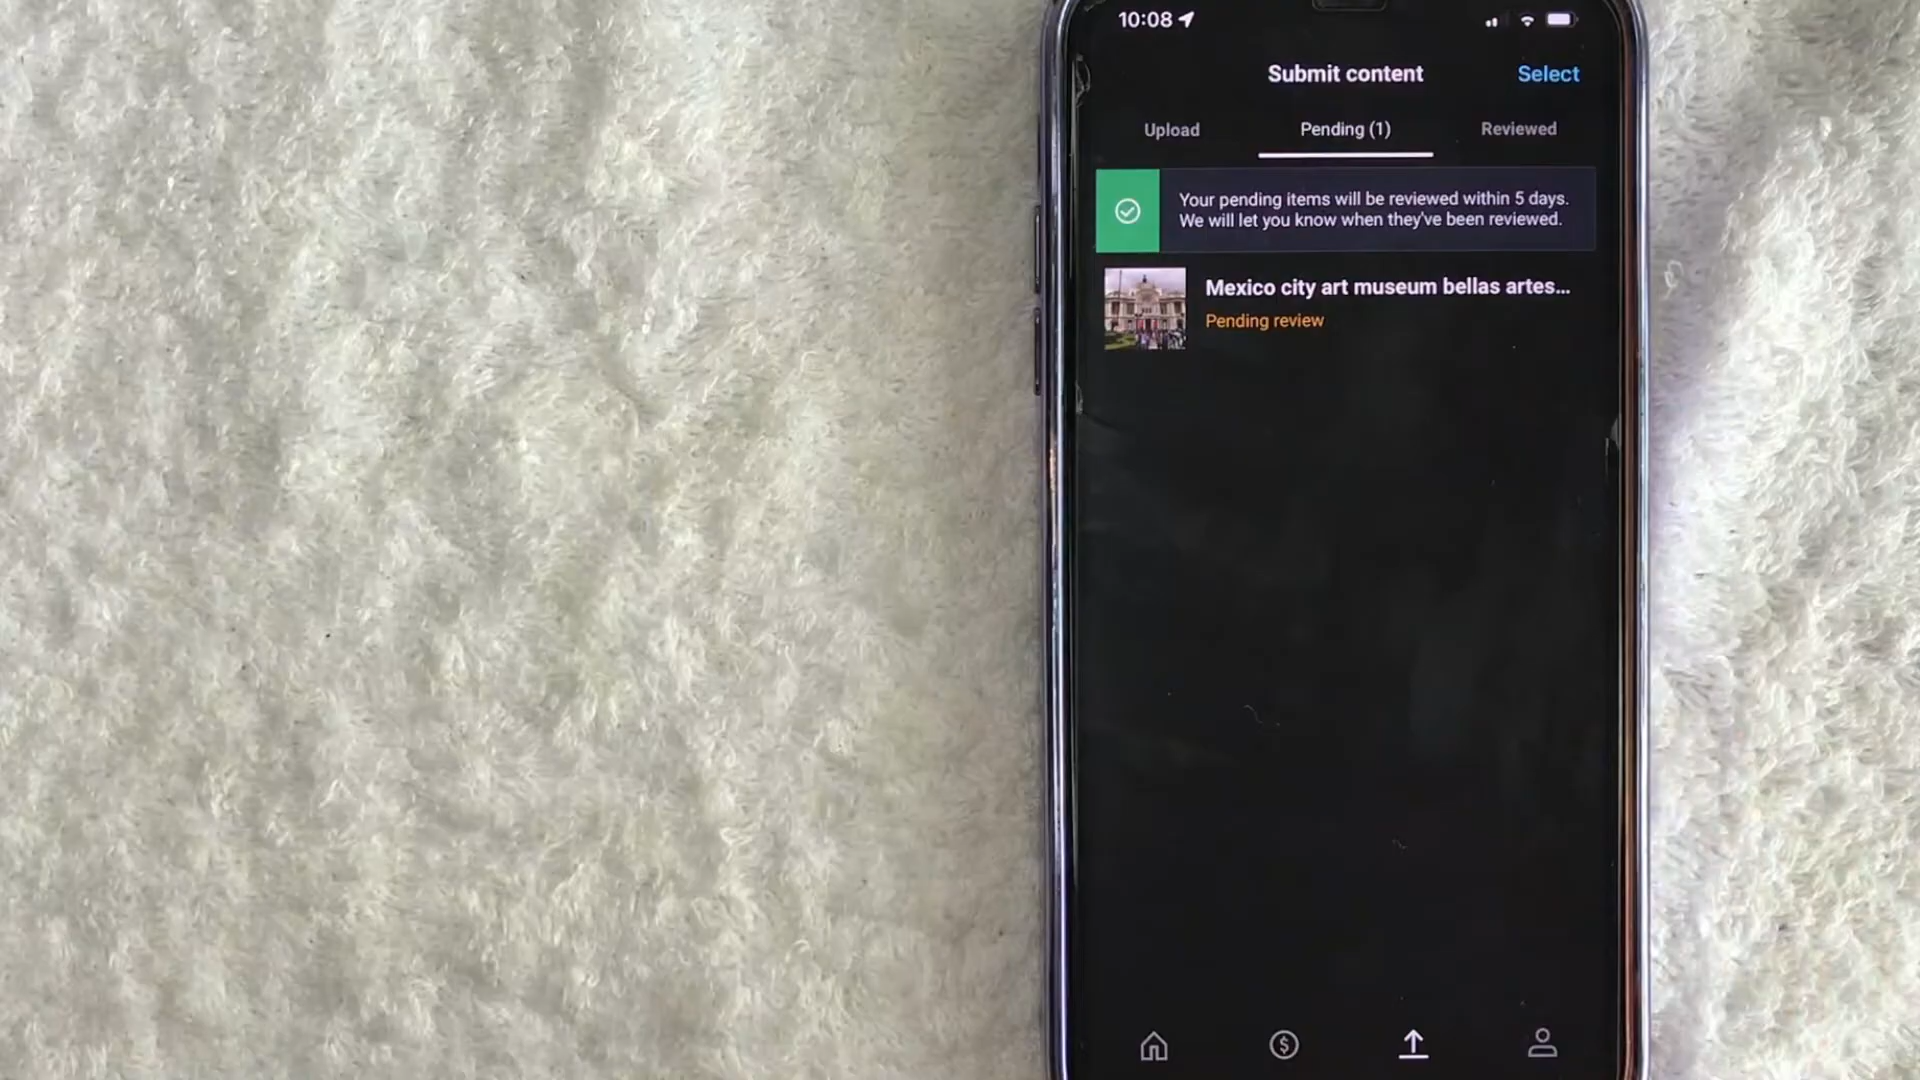 10:08
Submit content
Select
Upload
Pending (1)
Reviewed
Your pending items will be reviewed within 5 days.
We will let you know when they've been reviewed.
Mexico city art museum bellas artes...
Pending review